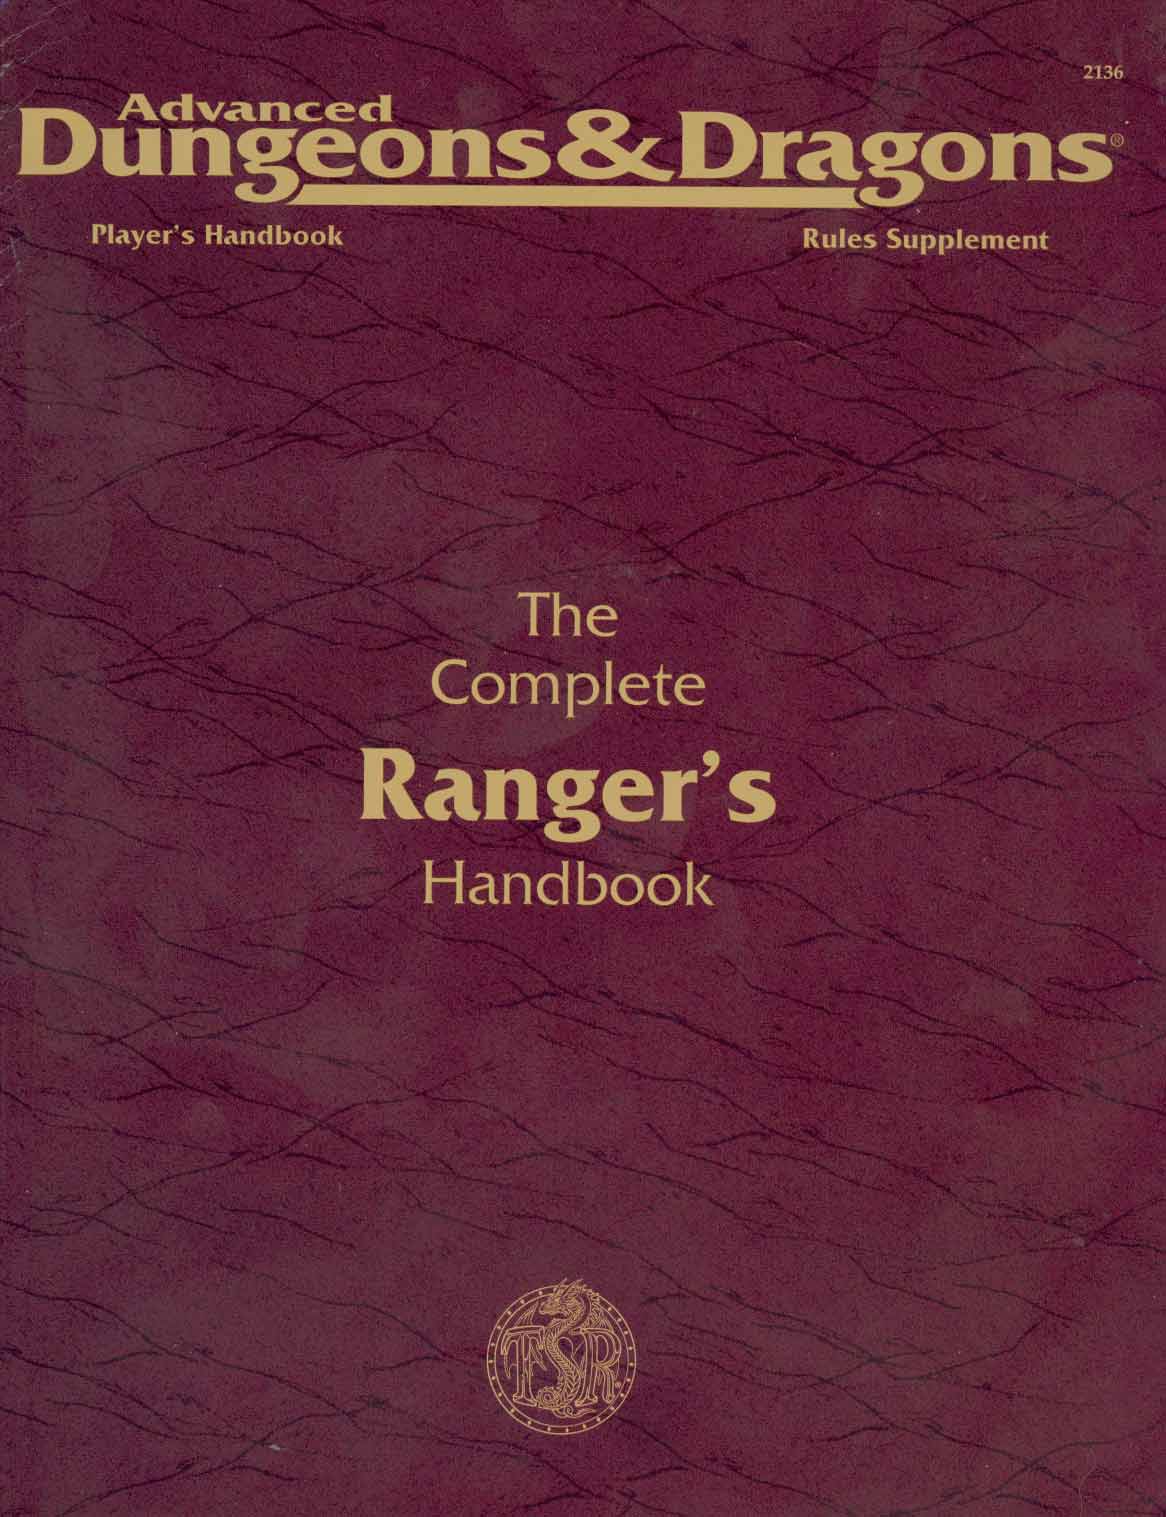 2136
Advanced
Dungeons & Dragons®
Player's Handbook
Rules Supplement
The
Complete
Ranger's
Handbook
TSR